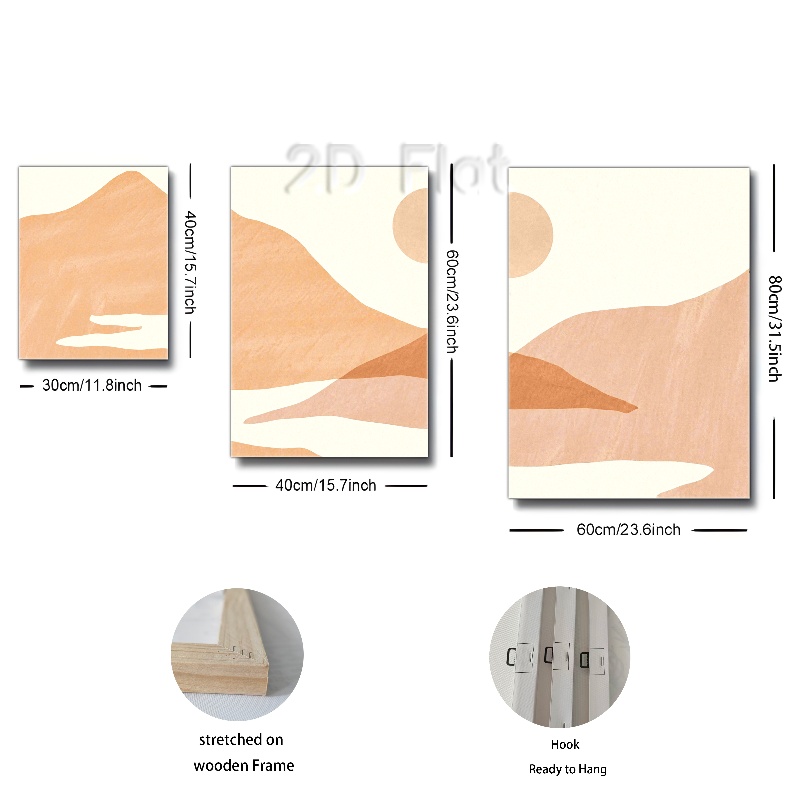 2D Flat
40cm/15.7inch
30cm/11.8inch
60cm/23.6inch
40cm/15.7inch
80cm/31.5inch
60cm/23.6inch
stretched on
wooden Frame
Hook
Ready to Hang